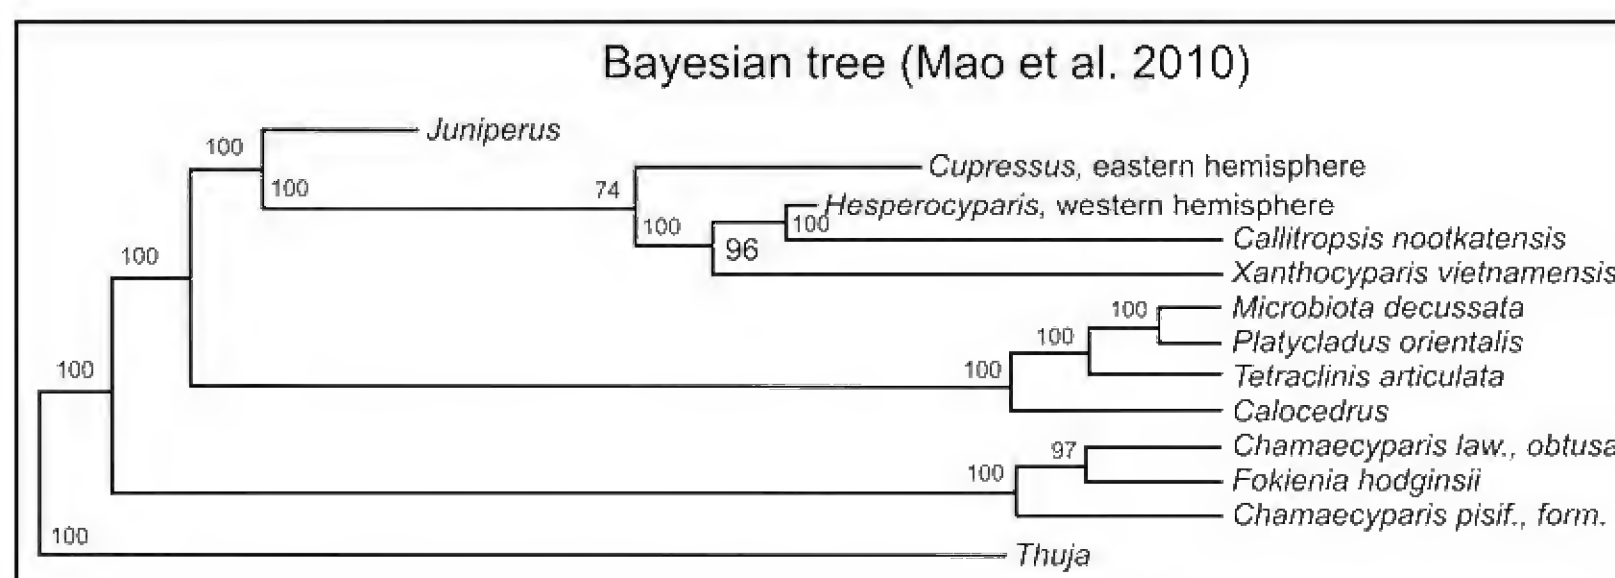 Bayesian tree (Mao et al. 2010)
Juniperus
100
100
74
Cupressus, eastern hemisphere
Hesperocyparis, western hemisphere
100
100
96
Callitropsis nootkatensis
100
Xanthocyparis vietnamensis
Microbiota decussata
100
100
Platycladus orientalis
100
Tetraclinis articulata
100
Calocedrus
Chamaecyparis law., obtusa
97
100
Fokienia hodginsii
Chamaecyparis pisif., form.
100
Thuja